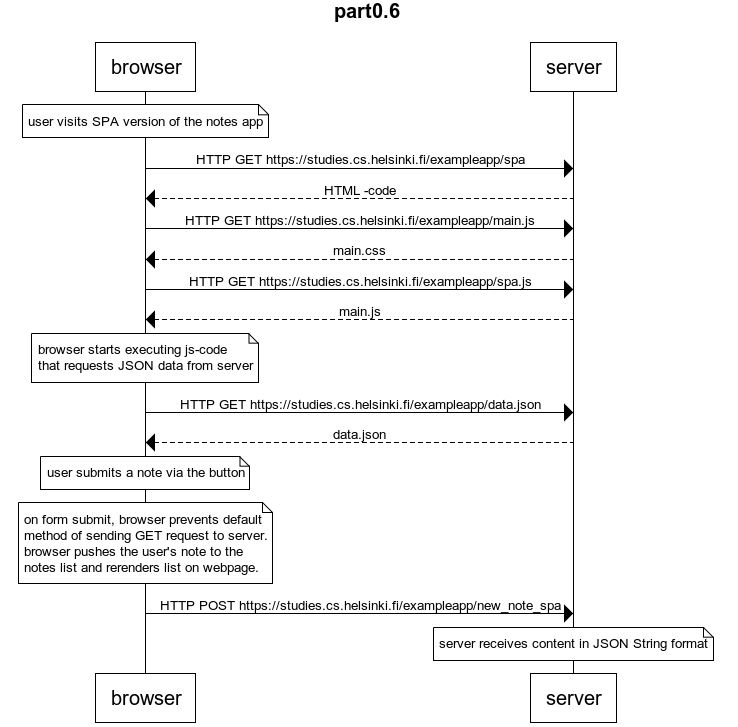 part0.6
browser
server
user visits SPA version of the notes app
HTTP GET https://studies.cs.helsinki.fi/exampleapp/spa
HTML -code
HTTP GET https://studies.cs.helsinki.fi/exampleapp/main.js
main.css
HTTP GET https://studies.cs.helsinki.fi/exampleapp/spa.js
main.js
browser starts executing js-code
that requests JSON data from server
HTTP GET https://studies.cs.helsinki.fi/exampleapp/data.json
data.json
user submits a note via the button
on form submit, browser prevents default
method of sending GET request to server.
browser pushes the user's note to the
notes list and rerenders list on webpage.
HTTP POST https://studies.cs.helsinki.fi/exampleapp/new_note_spa
server receives content in JSON String format
browser
server